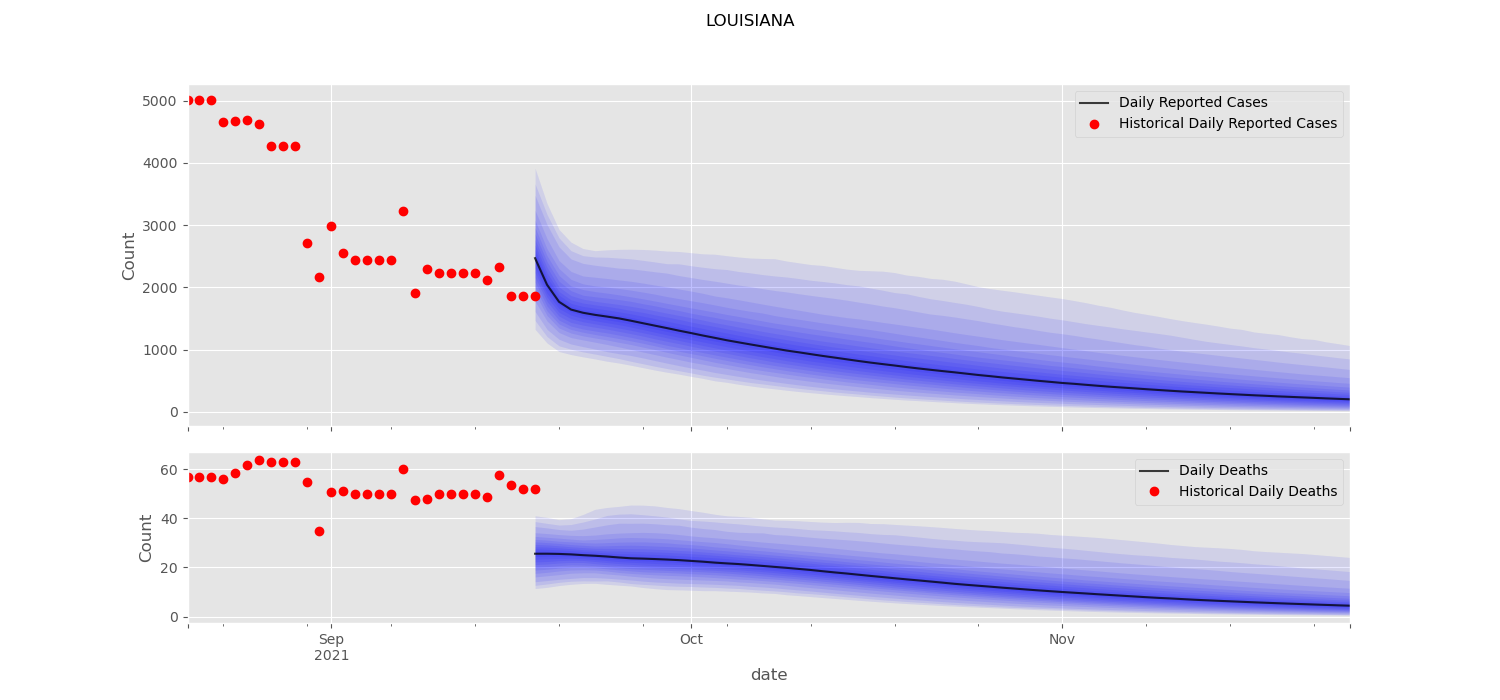 LOUISIANA
5000
4000
3000
2000
1000
0
Count
Daily Reported Cases
Historical Daily Reported Cases
60
40
20
0
Count
Daily Deaths
Historical Daily Deaths
Sep
2021
Oct
Nov
date